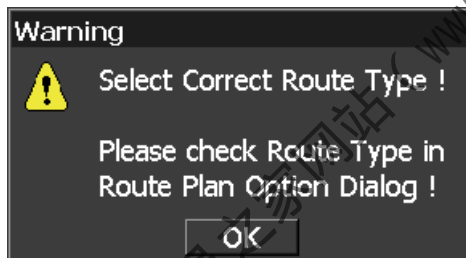 Warning
Select Correct Route Type !
Please check Route Type in
Route Plan Option Dialog !
OK